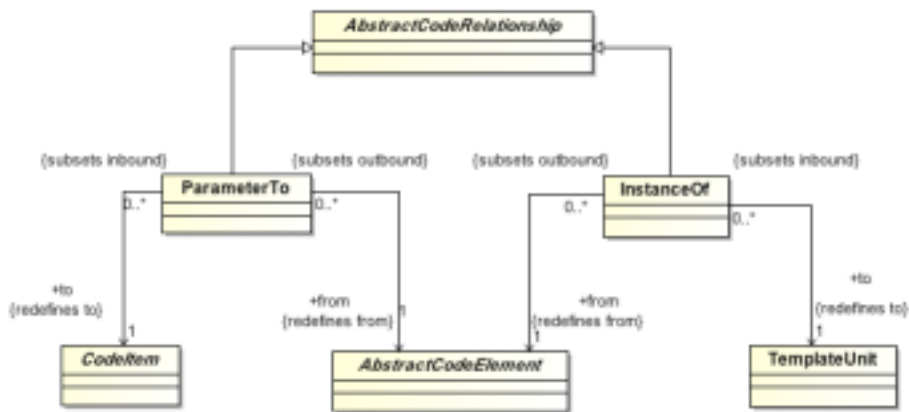 AbstractCodeRelationship
{subsets inbound}
{subsets outbound}
{subsets outbound}
{subsets inbound}
ParameterTo
InstanceOf
0..*
0..*
0..*
0..*
+to
{redefines to}
+from
{redefines from}
+from
{redefines from}
+to
{redefines to}
1
1
1
1
CodeItem
AbstractCodeElement
TemplateUnit